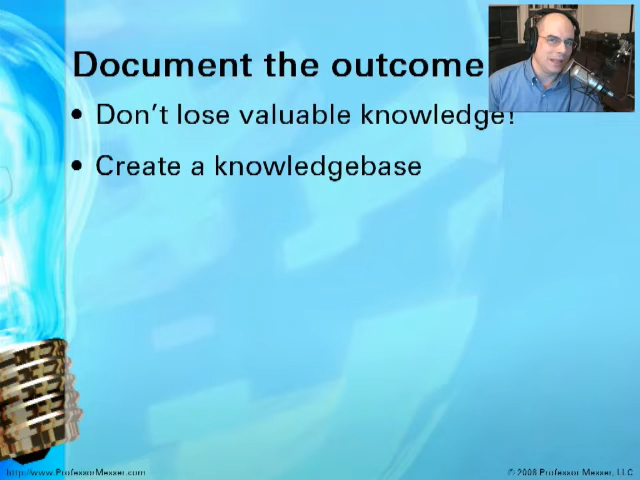 Document the outcome
• Don't lose valuable knowledge!
• Create a knowledgebase
http://www.ProfessorMesser.com
© 2008 Professor Messer, LLC